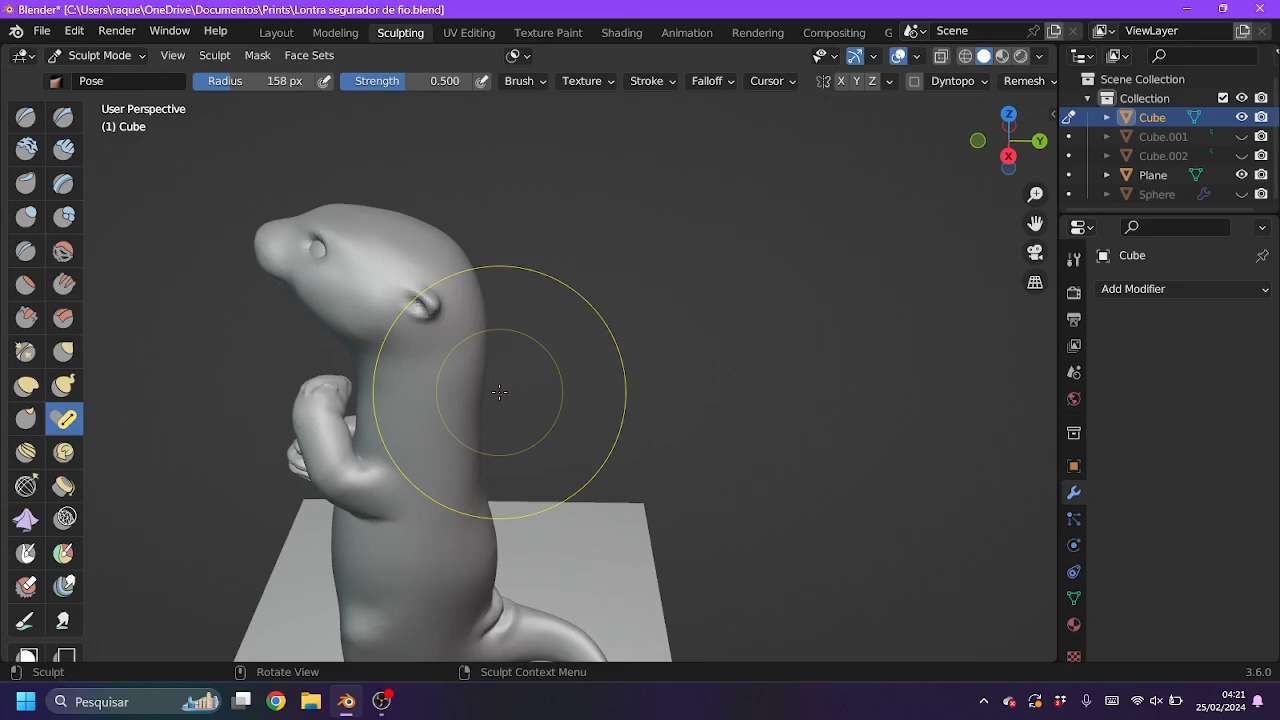 Blender* [C:\Users\raque\OneDrive\Documentos\Prints\Lontra segurador de fio.blend]
File Edit Render Window Help Layout Modeling Sculpting UV Editing Texture Paint Shading Animation Rendering Compositing G Scene ViewLayer
Sculpt Mode View Sculpt Mask Face Sets
Pose Radius 158 px Strength 0.500 Brush Texture Stroke Falloff Cursor X Y Z Dyntopo Remesh
User Perspective
(1) Cube
Z
Y
X
Scene Collection
Collection
Cube
Cube.001
Cube.002
Plane
Sphere
Cube
Add Modifier
Sculpt Rotate View Sculpt Context Menu 3.6.0
Pesquisar
04:21
25/02/2024